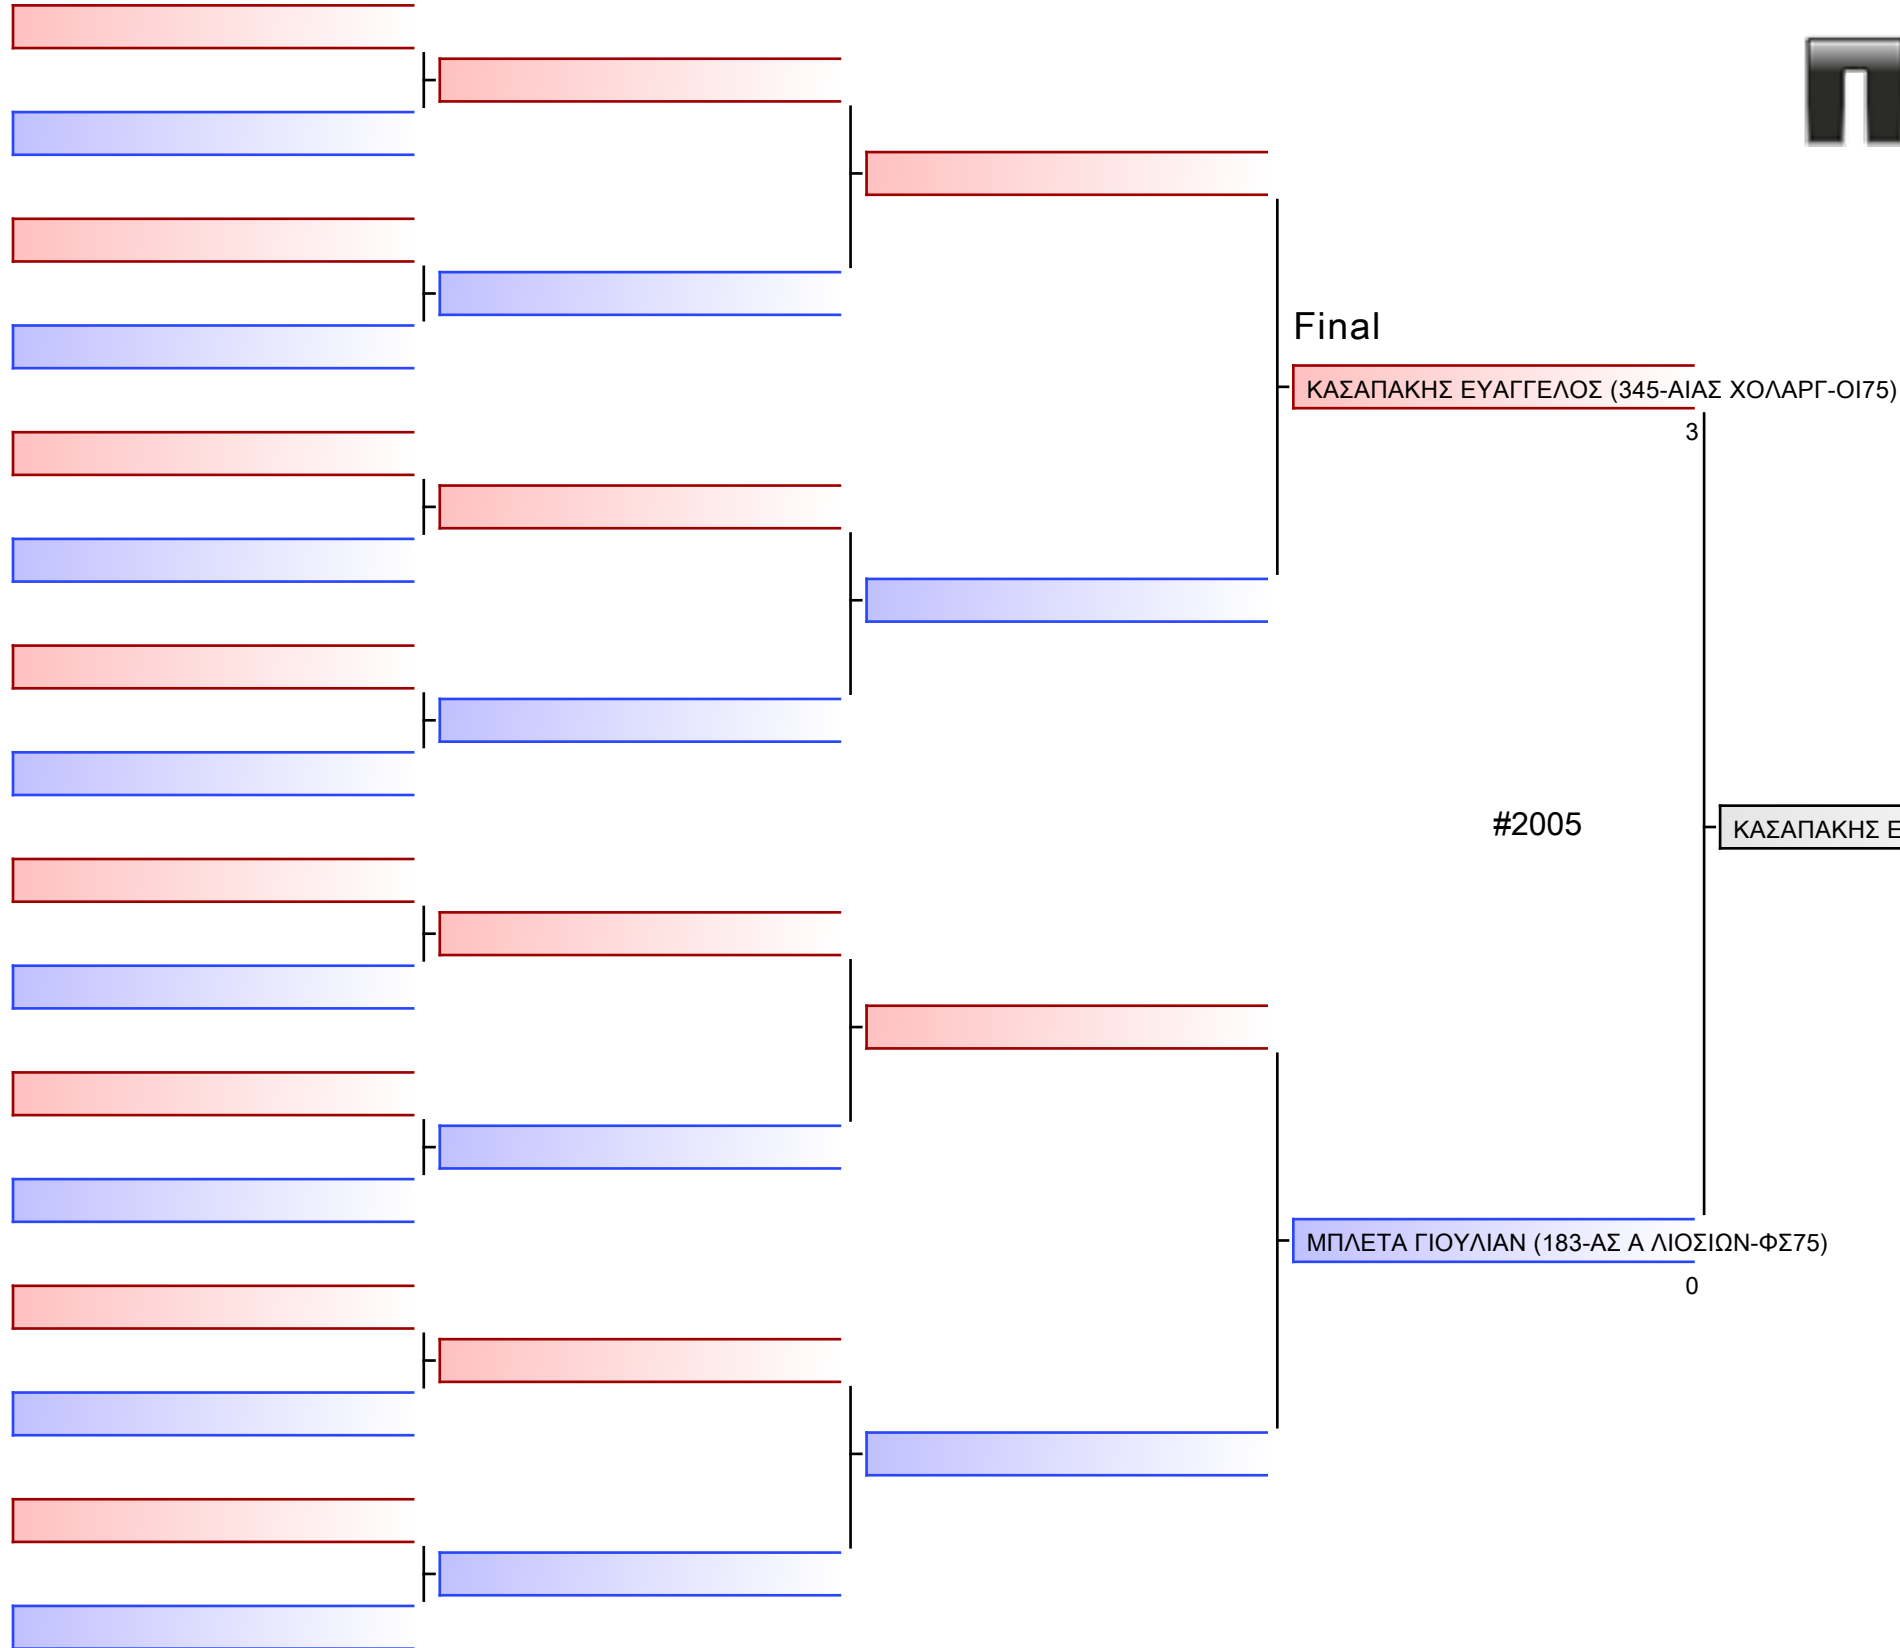 Final
ΚΑΣΑΠΑΚΗΣ ΕΥΑΓΓΕΛΟΣ (345-ΑΙΑΣ ΧΟΛΑΡΓ-ΟΙ75)
3
#2005
ΚΑΣΑΠΑΚΗΣ Ε
ΜΠΛΕΤΑ ΓΙΟΥΛΙΑΝ (183-ΑΣ Α ΛΙΟΣΙΩΝ-ΦΣ75)
0